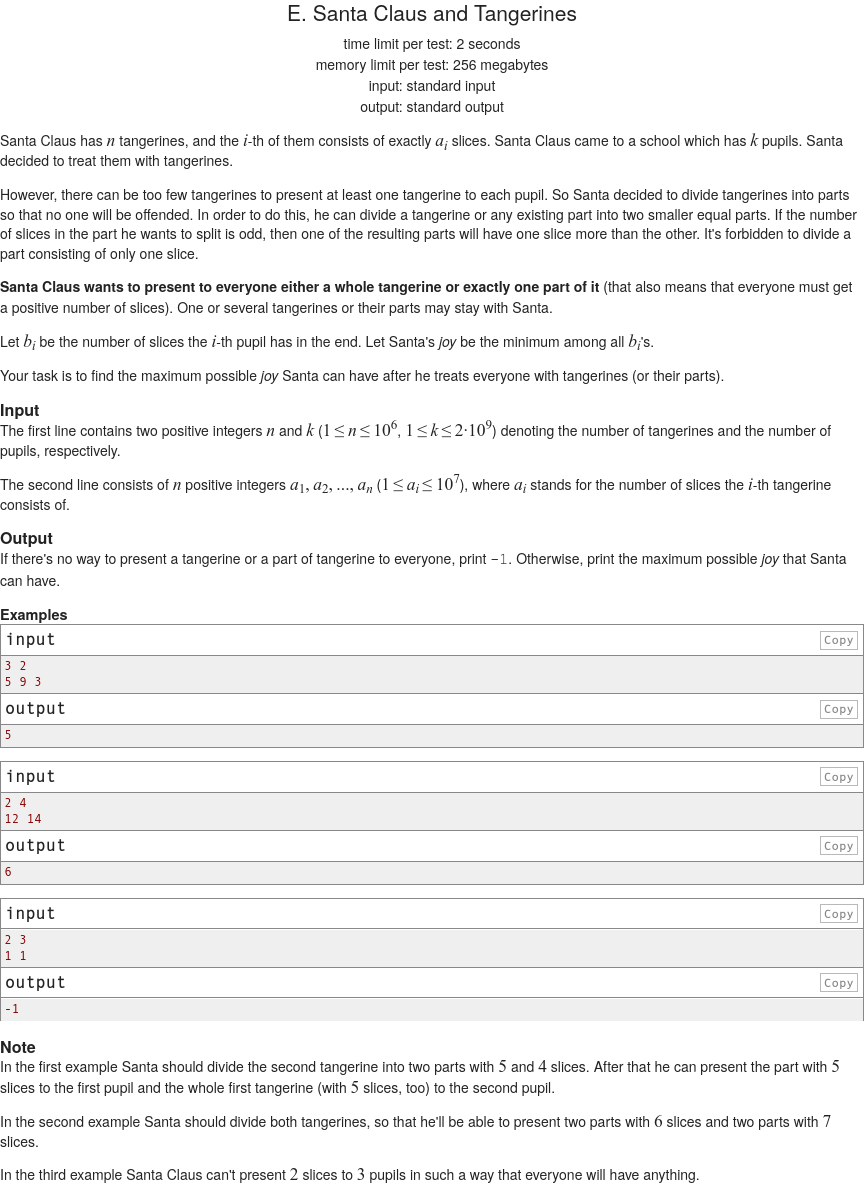 E. Santa Claus and Tangerines
time limit per test: 2 seconds
memory limit per test: 256 megabytes
input: standard input
output: standard output
Santa Claus has n tangerines, and the i-th of them consists of exactly aᵢ slices. Santa Claus came to a school which has k pupils. Santa
decided to treat them with tangerines.
However, there can be too few tangerines to present at least one tangerine to each pupil. So Santa decided to divide tangerines into parts
so that no one will be offended. In order to do this, he can divide a tangerine or any existing part into two smaller equal parts. If the number
of slices in the part he wants to split is odd, then one of the resulting parts will have one slice more than the other. It's forbidden to divide a
part consisting of only one slice.
Santa Claus wants to present to everyone either a whole tangerine or exactly one part of it (that also means that everyone must get
a positive number of slices). One or several tangerines or their parts may stay with Santa.
Let bᵢ be the number of slices the i-th pupil has in the end. Let Santa's joy be the minimum among all bᵢ's.
Your task is to find the maximum possible joy Santa can have after he treats everyone with tangerines (or their parts).
Input
The first line contains two positive integers n and k (1 ≤ n ≤ 10⁶, 1 ≤ k ≤ 2·10⁹) denoting the number of tangerines and the number of
pupils, respectively.
The second line consists of n positive integers a₁, a₂, ..., aₙ (1 ≤ aᵢ ≤ 10⁷), where aᵢ stands for the number of slices the i-th tangerine
consists of.
Output
If there's no way to present a tangerine or a part of tangerine to everyone, print -1. Otherwise, print the maximum possible joy that Santa
can have.
Examples
input Copy
3 2
5 9 3
output Copy
5
input Copy
2 4
12 14
output Copy
6
input Copy
2 3
1 1
output Copy
-1
Note
In the first example Santa should divide the second tangerine into two parts with 5 and 4 slices. After that he can present the part with 5
slices to the first pupil and the whole first tangerine (with 5 slices, too) to the second pupil.
In the second example Santa should divide both tangerines, so that he'll be able to present two parts with 6 slices and two parts with 7
slices.
In the third example Santa Claus can't present 2 slices to 3 pupils in such a way that everyone will have anything.